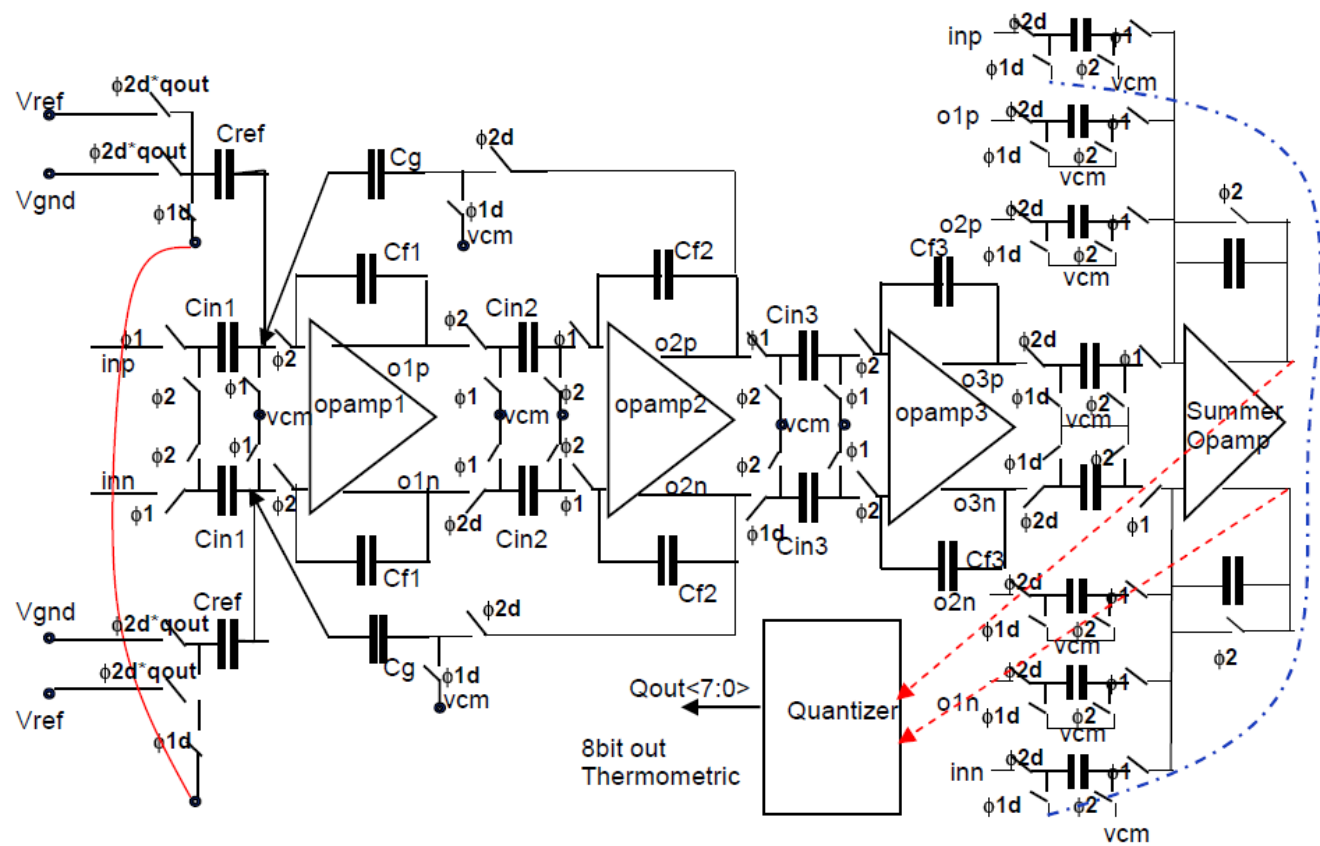 inp ϕ2d ϕ1
ϕ1d ϕ2 vcm
ϕ2d*qout
Vref
o1p ϕ2d ϕ1
ϕ1d ϕ2
vcm
Cref
ϕ2d*qout
Vgnd
Cg
ϕ2d
ϕ1d
ϕ1d
vcm
o2p ϕ2d ϕ1
ϕ1d ϕ2
vcm
ϕ2
Cf1
Cf2
Cf3
Cin1
Cin2
Cin3
ϕ1
inp
ϕ2
o1p
ϕ2
ϕ1
o2p
ϕ1
ϕ2
o3p
ϕ2d
ϕ1
ϕ2
ϕ1
vcm
opamp1
ϕ1
vcm
ϕ2
opamp2
ϕ2
vcm
ϕ1
opamp3
ϕ1d
vcm
ϕ2
Summer
Opamp
ϕ2
ϕ1
ϕ1
ϕ2
ϕ2
ϕ1
ϕ1d
ϕ2
inn
ϕ1
ϕ2
o1n
ϕ2d
ϕ1
o2n
ϕ1d
ϕ2
o3n
ϕ2d
ϕ1
Cin1
Cin2
Cin3
Cf1
Cf2
Cf3
Cref
Vgnd
ϕ2d*qout
ϕ2d
Cg
ϕ1d
vcm
ϕ2d*qout
Vref
ϕ1d
o2n ϕ2d ϕ1
ϕ1d ϕ2
vcm
ϕ2
Qout<7:0>
Quantizer
8bit out
Thermometric
o1n ϕ2d ϕ1
ϕ1d ϕ2
vcm
inn ϕ2d ϕ1
ϕ1d ϕ2
vcm